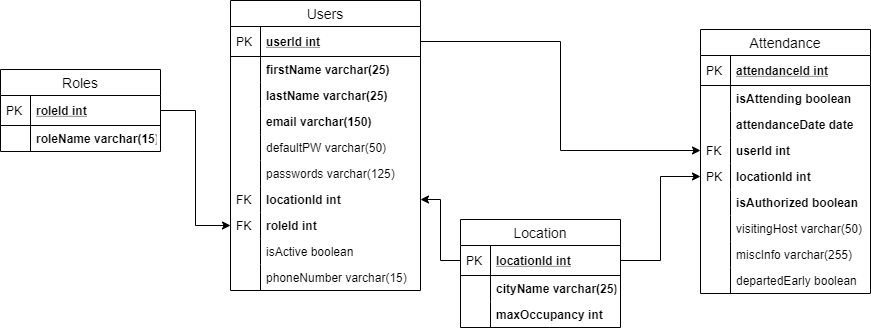 Roles
PK roleId int
roleName varchar(15)
Users
PK userId int
firstName varchar(25)
lastName varchar(25)
email varchar(150)
defaultPW varchar(50)
passwords varchar(125)
FK locationId int
FK roleId int
isActive boolean
phoneNumber varchar(15)
Location
PK locationId int
cityName varchar(25)
maxOccupancy int
Attendance
PK attendanceId int
isAttending boolean
attendanceDate date
FK userId int
PK locationId int
isAuthorized boolean
visitingHost varchar(50)
miscInfo varchar(255)
departedEarly boolean